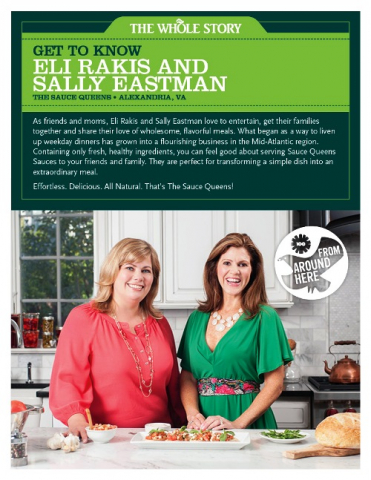 THE WHOLE STORY
GET TO KNOW
ELI RAKIS AND
SALLY EASTMAN
THE SAUCE QUEENS • ALEXANDRIA, VA
As friends and moms, Eli Rakis and Sally Eastman love to entertain, get their families
together and share their love of wholesome, flavorful meals. What began as a way to liven
up weekday dinners has grown into a flourishing business in the Mid-Atlantic region.
Containing only fresh, healthy ingredients, you can feel good about serving Sauce Queens
Sauces to your friends and family. They are perfect for transforming a simple dish into an
extraordinary meal.
Effortless. Delicious. All Natural. That's The Sauce Queens!
FROM
AROUND
HERE